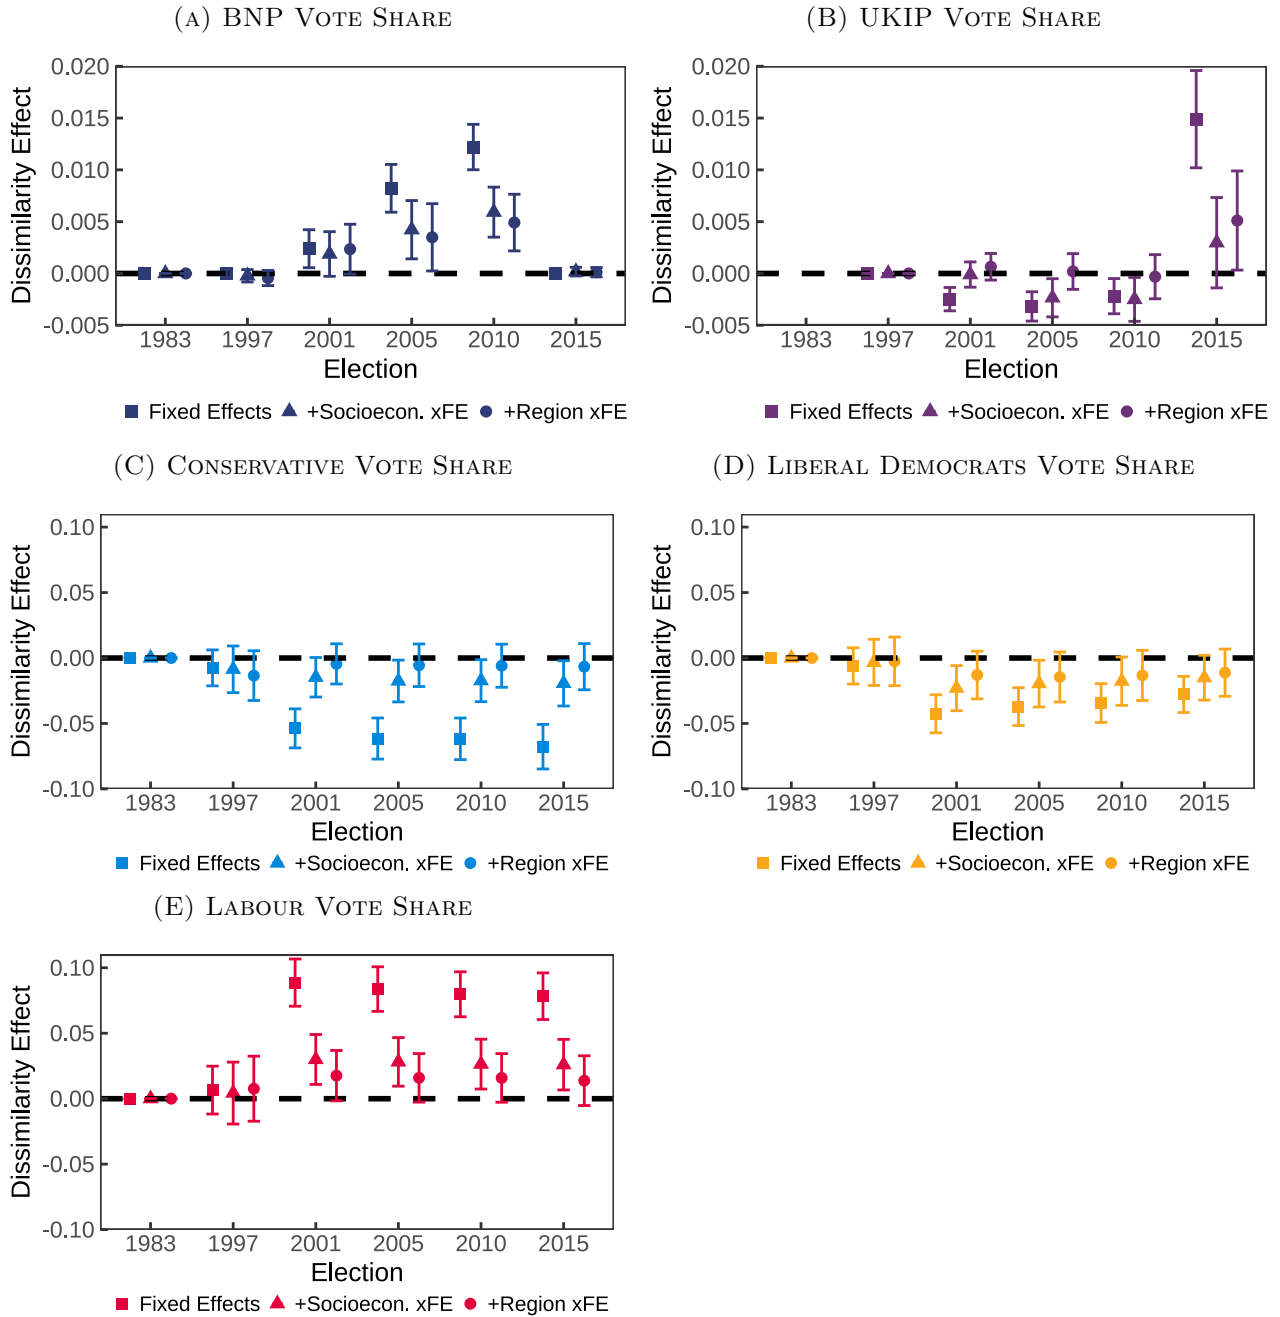 (A) BNP VOTE SHARE
0.020
0.015
0.010
0.005
0.000
-0.005
Dissimilarity Effect
1983 1997 2001 2005 2010 2015
Election
Fixed Effects +Socioecon. xFE +Region xFE
(B) UKIP VOTE SHARE
0.020
0.015
0.010
0.005
0.000
-0.005
Dissimilarity Effect
1983 1997 2001 2005 2010 2015
Election
Fixed Effects +Socioecon. xFE +Region xFE
(C) CONSERVATIVE VOTE SHARE
0.10
0.05
0.00
-0.05
-0.10
Dissimilarity Effect
1983 1997 2001 2005 2010 2015
Election
Fixed Effects +Socioecon. xFE +Region xFE
(D) LIBERAL DEMOCRATS VOTE SHARE
0.10
0.05
0.00
-0.05
-0.10
Dissimilarity Effect
1983 1997 2001 2005 2010 2015
Election
Fixed Effects +Socioecon. xFE +Region xFE
(E) LABOUR VOTE SHARE
0.10
0.05
0.00
-0.05
-0.10
Dissimilarity Effect
1983 1997 2001 2005 2010 2015
Election
Fixed Effects +Socioecon. xFE +Region xFE